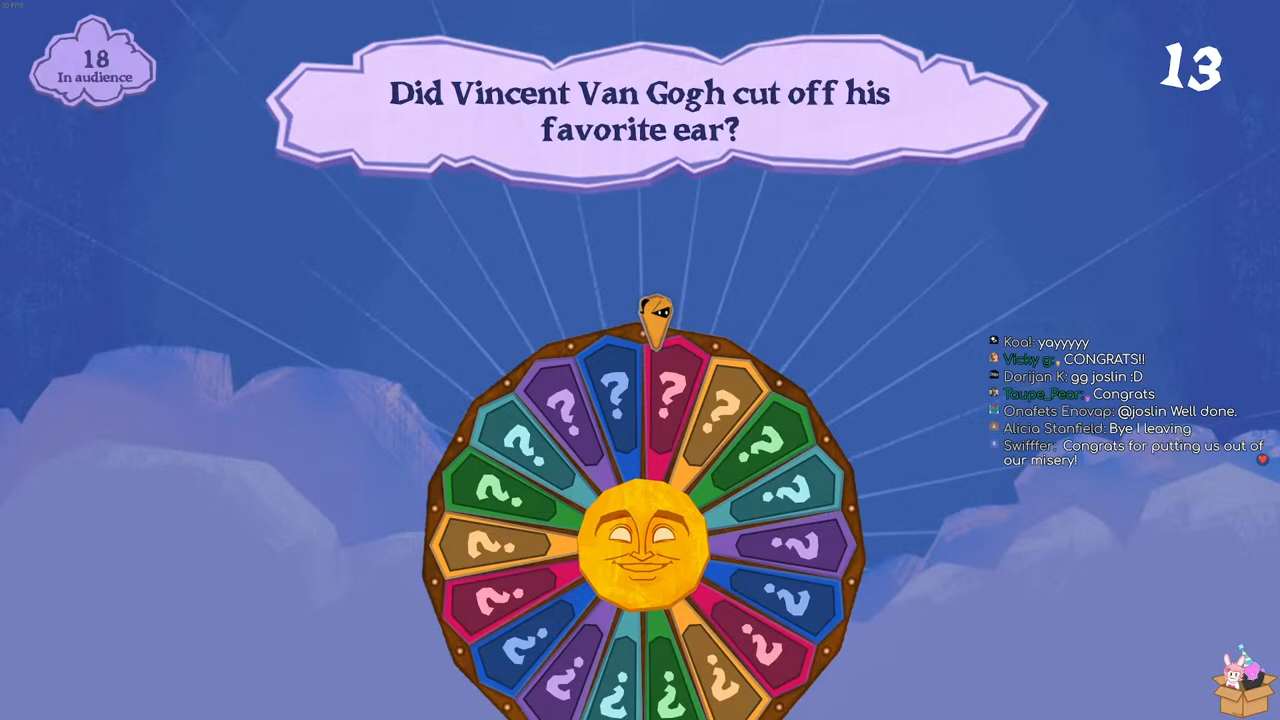 10 FPS
18
In audience
Did Vincent Van Gogh cut off his
favorite ear?
13
Koal: yayyyyy
Vicky g: CONGRATS!!
Dorijan K: gg joslin :D
Taupe_Pear: Congrats
Onafets Enovap: @joslin Well done.
Alicia Stanfield: Bye I leaving
Swifffer: Congrats for putting us out of
our misery!
? ? ? ? ? ? ? ? ? ? ? ? ? ? ? ? ? ?